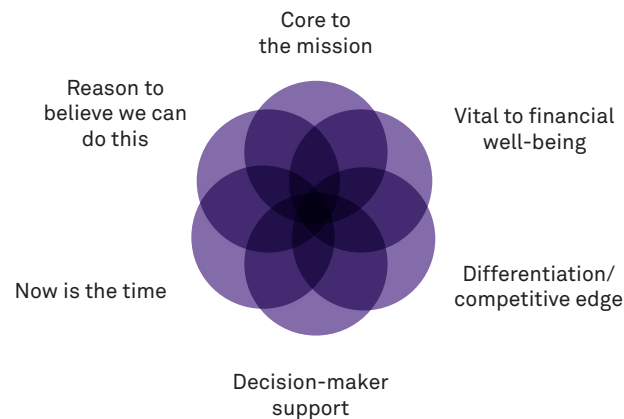 Core to
the mission
Reason to
believe we can
do this
Vital to financial
well-being
Now is the time
Differentiation/
competitive edge
Decision-maker
support